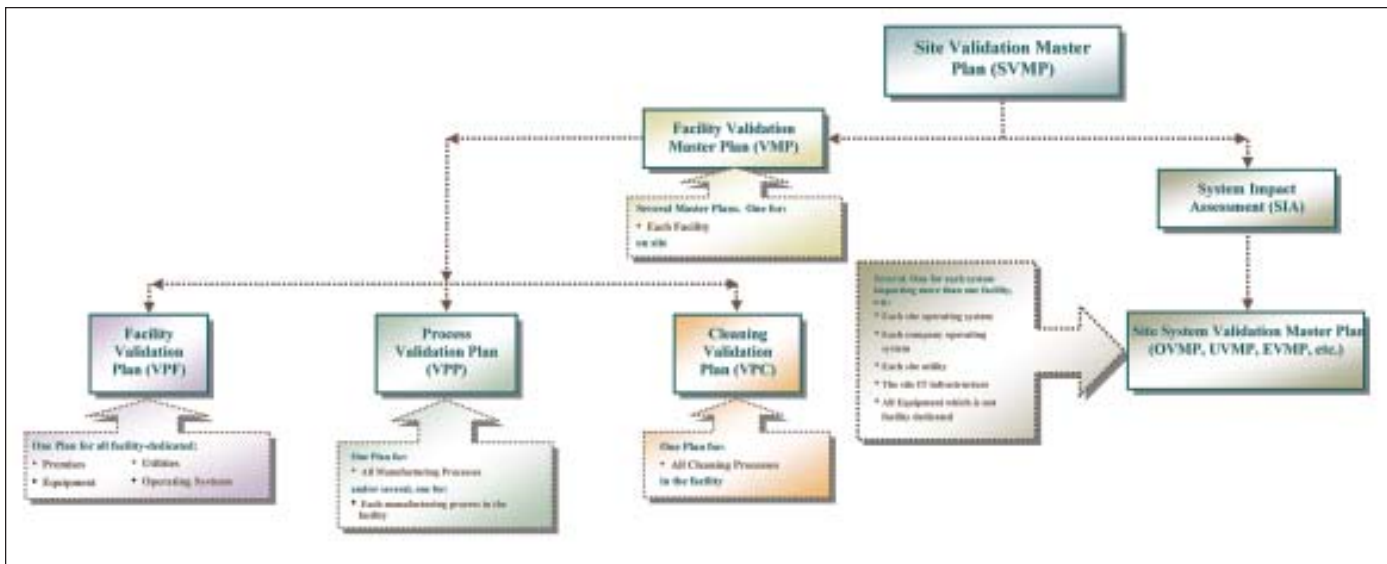 Site Validation Master
Plan (SVMP)
Facility Validation
Master Plan (VMP)
Several Master Plans. One for:
• Each Facility
on site
System Impact
Assessment (SIA)
Several. One for each system
impacting more than one facility,
• Each site operating system
• Each company operating
system
• Each site utility
• The site IT infrastructure
• All Equipment which is not
facility dedicated
Site System Validation Master Plan
(OVMP, UVMP, EVMP, etc.)
Facility
Validation
Plan (VPF)
One Plan for all facility-dedicated:
• Premises
• Equipment
• Utilities
• Operating Systems
Process
Validation Plan
(VPP)
One Plan for:
• All Manufacturing Processes
and/or several, one for:
• Each manufacturing process in the
facility
Cleaning
Validation
Plan (VPC)
One Plan for:
• All Cleaning Processes
in the facility